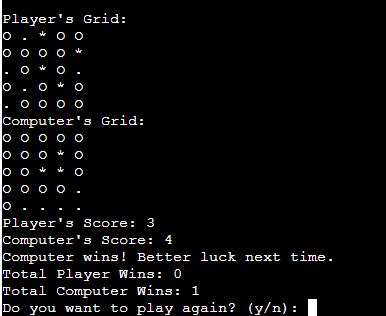 Player's Grid:
O . * O O
O O O O *
. O * O .
O . O * O
. O O O O
Computer's Grid:
O O O O O
O O O * O
O O * * O
O O O O .
O . . . .
Player's Score: 3
Computer's Score: 4
Computer wins! Better luck next time.
Total Player Wins: 0
Total Computer Wins: 1
Do you want to play again? (y/n):